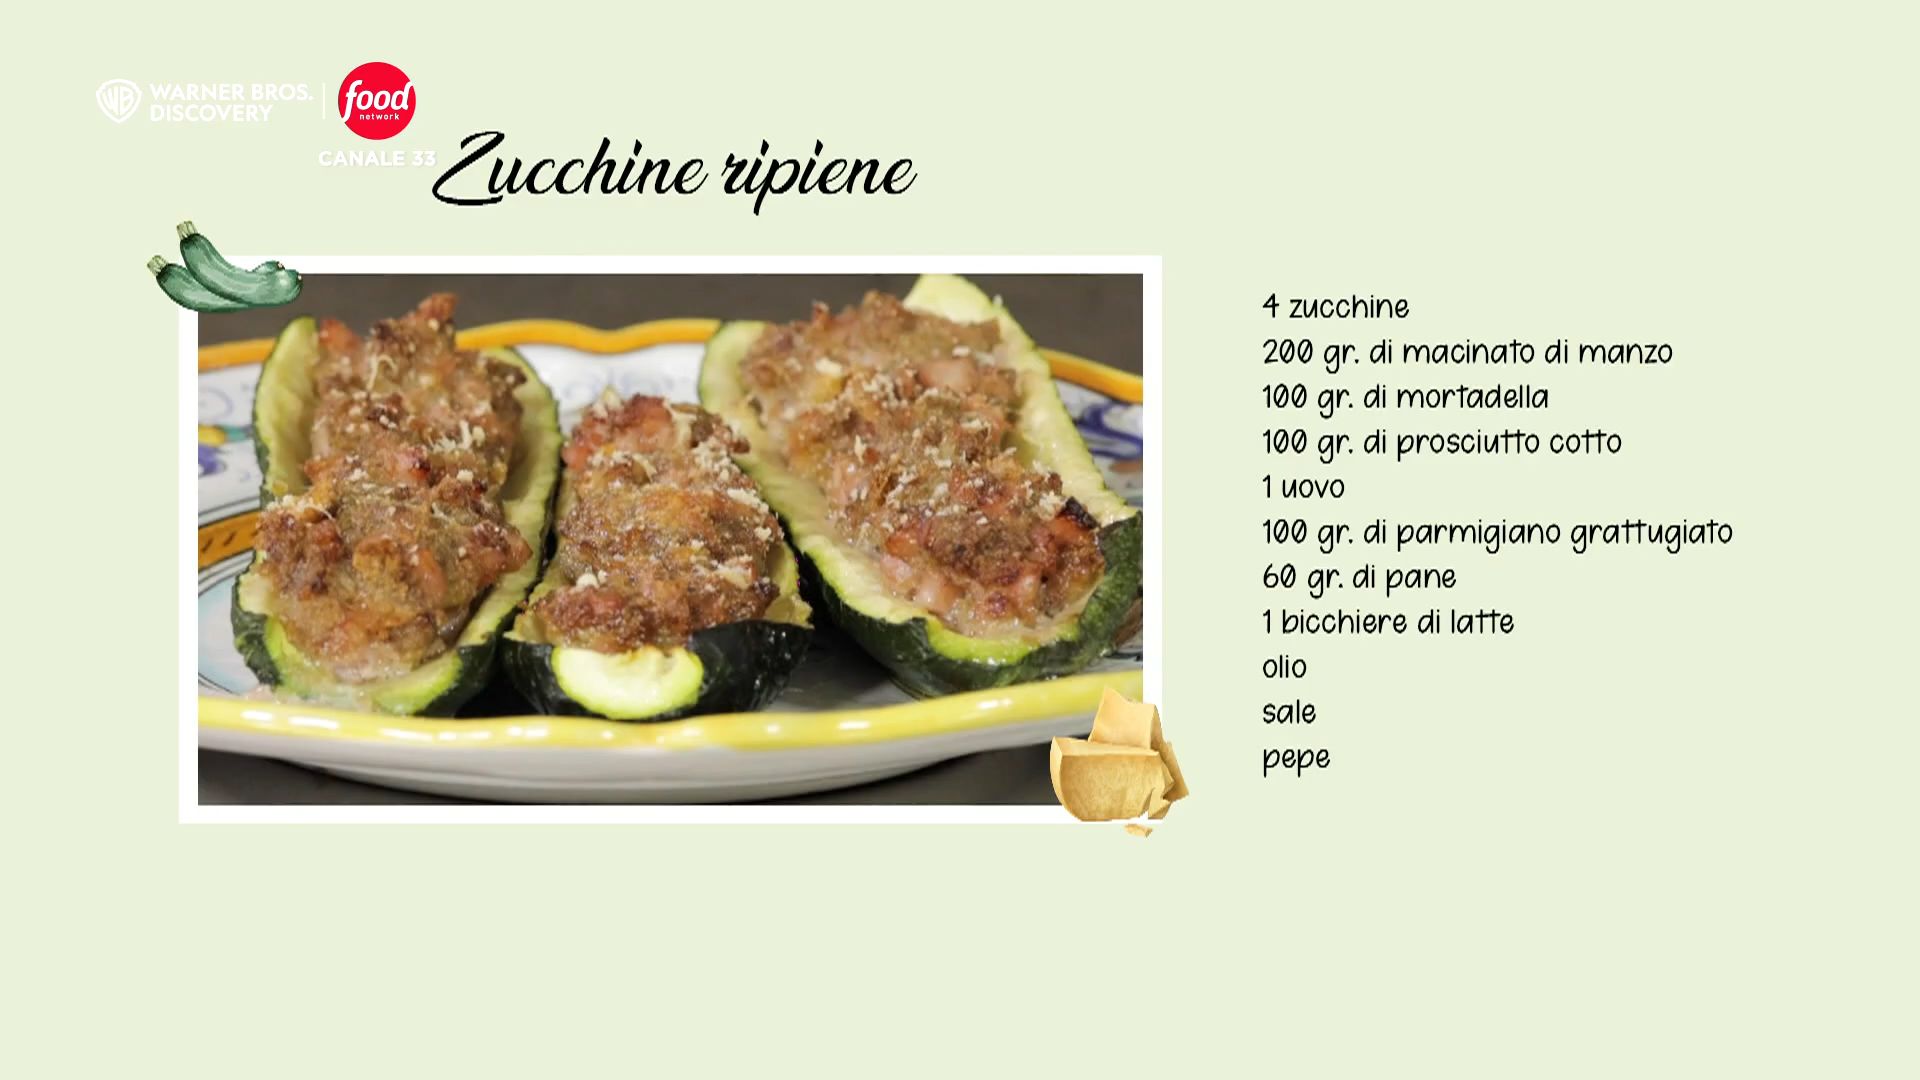 WARNER BROS.
DISCOVERY
food
network
CANALE 33
Zucchine ripiene
4 zucchine
200 gr. di macinato di manzo
100 gr. di mortadella
100 gr. di prosciutto cotto
1 uovo
100 gr. di parmigiano grattugiato
60 gr. di pane
1 bicchiere di latte
olio
sale
pepe